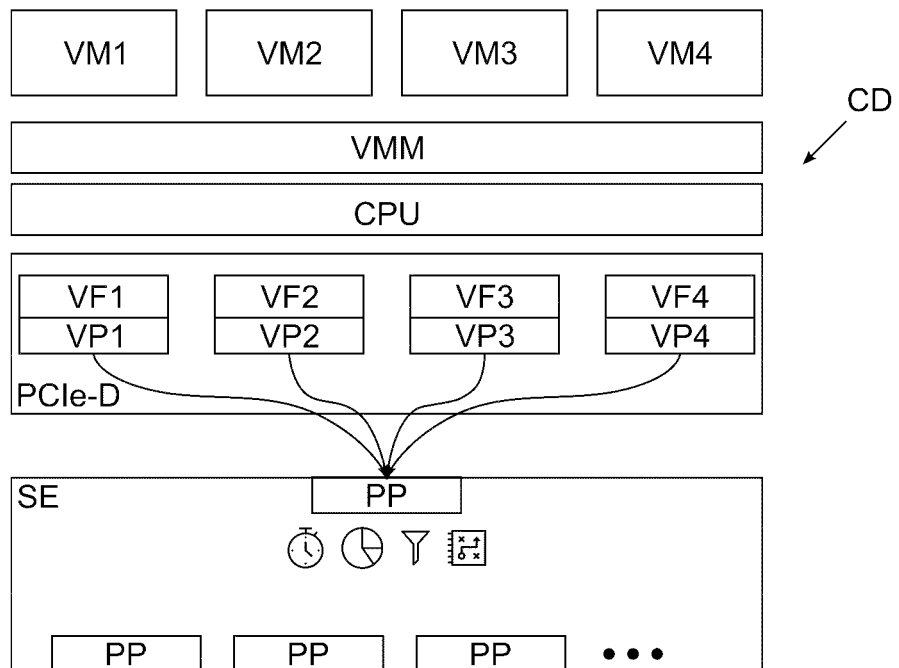 VM1 VM2 VM3 VM4
CD
VMM
CPU
VF1 VF2 VF3 VF4
VP1 VP2 VP3 VP4
PCIe-D
SE PP
PP PP PP